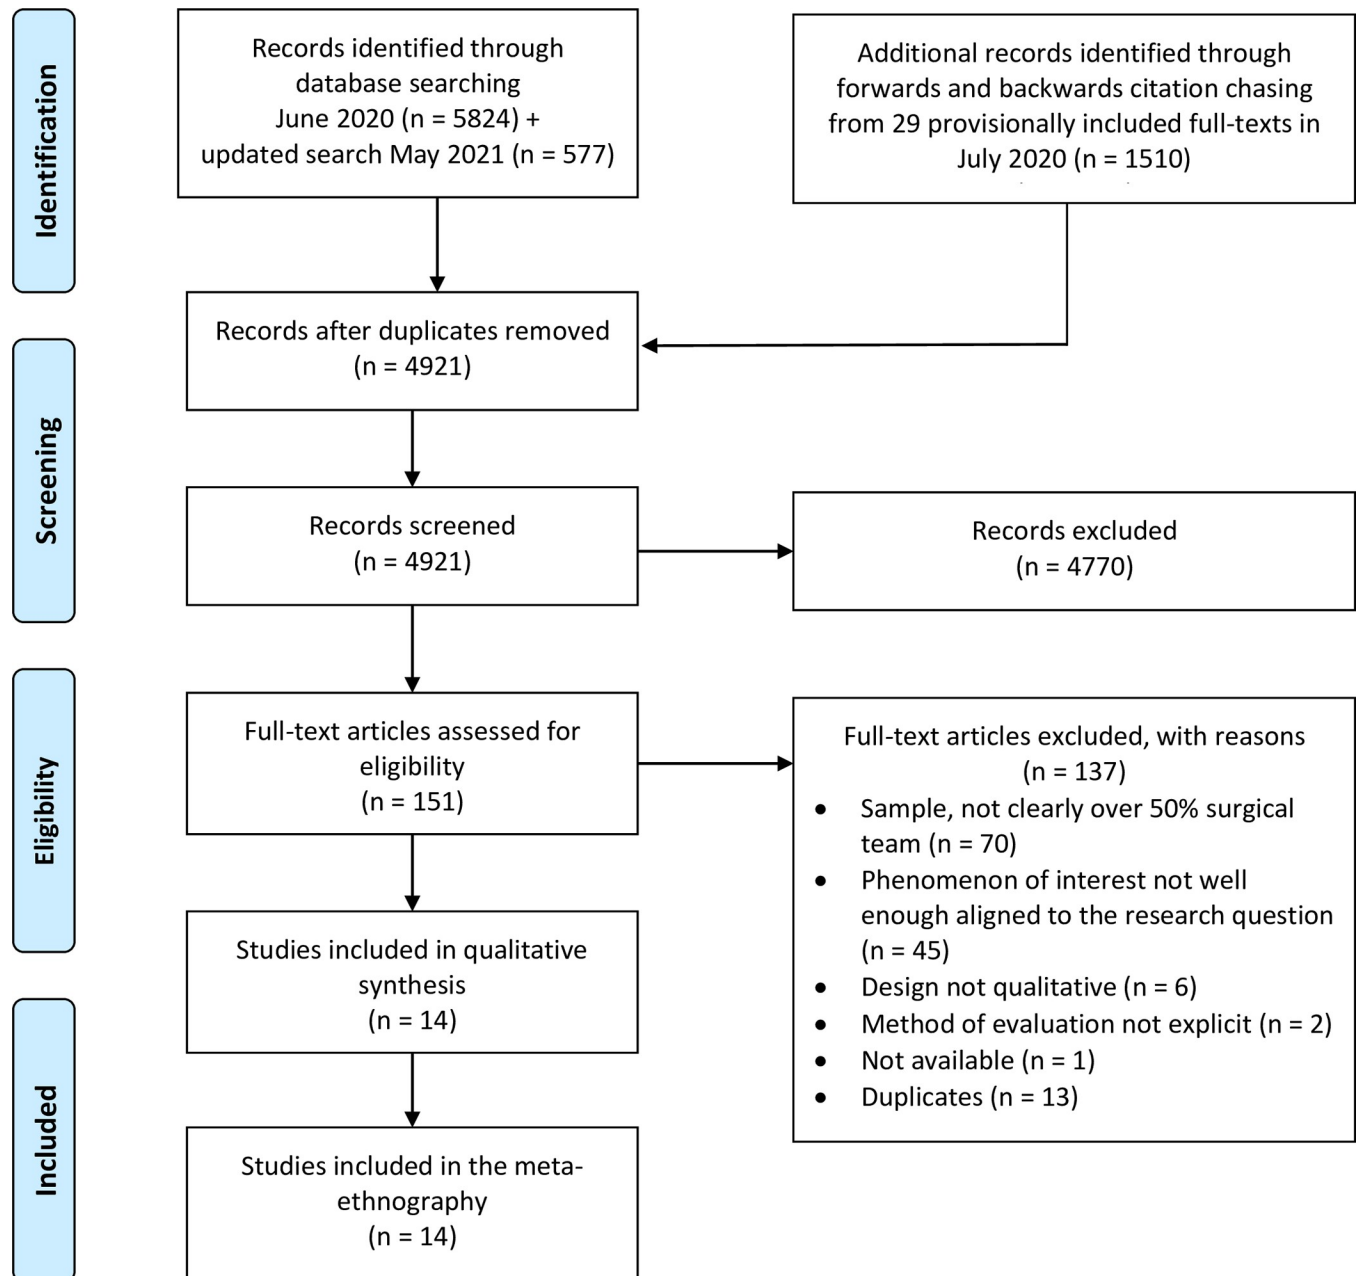 Identification
Records identified through
database searching
June 2020 (n = 5824) +
updated search May 2021 (n = 577)
Additional records identified through
forwards and backwards citation chasing
from 29 provisionally included full-texts in
July 2020 (n = 1510)
Records after duplicates removed
(n = 4921)
Screening
Records screened
(n = 4921)
Records excluded
(n = 4770)
Eligibility
Full-text articles assessed for
eligibility
(n = 151)
Full-text articles excluded, with reasons
(n = 137)
• Sample, not clearly over 50% surgical
team (n = 70)
• Phenomenon of interest not well
enough aligned to the research question
(n = 45)
• Design not qualitative (n = 6)
• Method of evaluation not explicit (n = 2)
• Not available (n = 1)
• Duplicates (n = 13)
Studies included in qualitative
synthesis
(n = 14)
Included
Studies included in the meta-
ethnography
(n = 14)